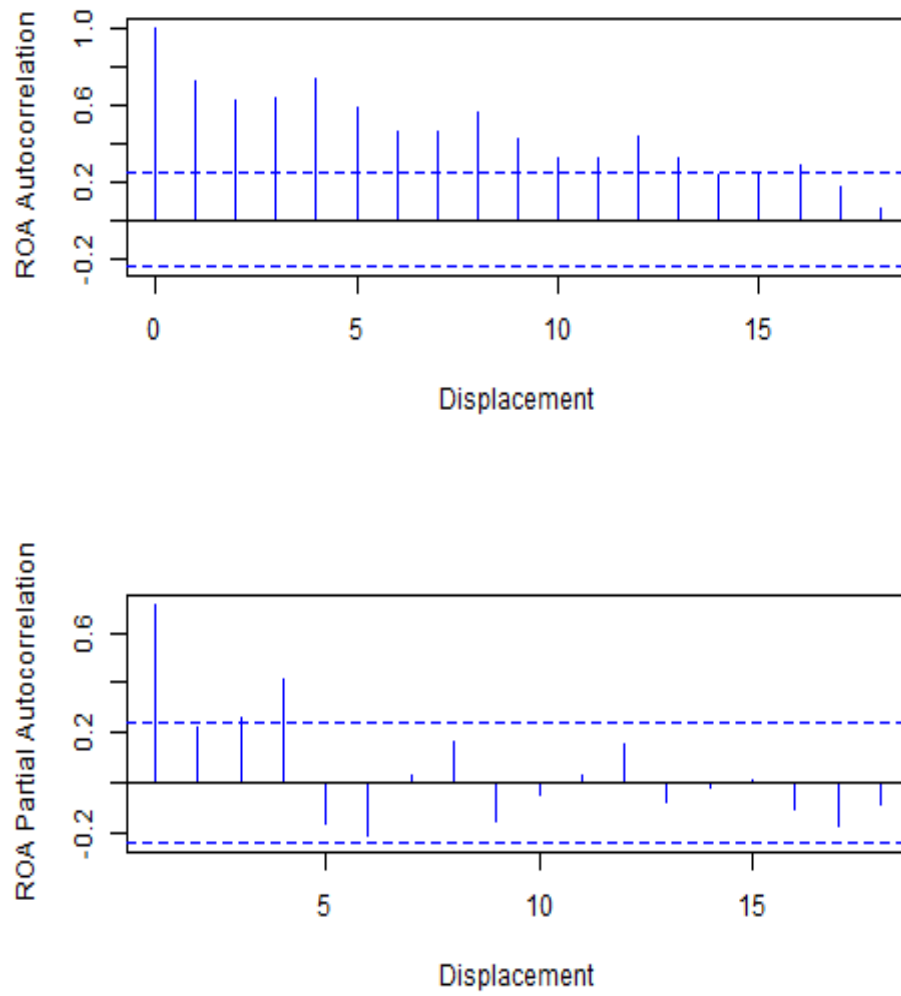 ROA Autocorrelation
1.0
0.6
0.2
-0.2
0 5 10 15
Displacement
ROA Partial Autocorrelation
0.6
0.2
-0.2
5 10 15
Displacement